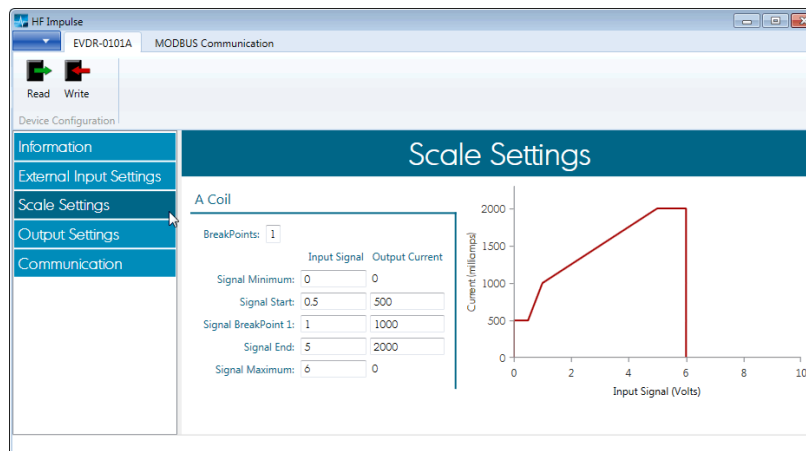 HF Impulse
EVDR-0101A MODBUS Communication
Read Write
Device Configuration
Information
External Input Settings
Scale Settings
Output Settings
Communication
Scale Settings
A Coil
BreakPoints: 1
Input Signal Output Current
Signal Minimum: 0 0
Signal Start: 0.5 500
Signal BreakPoint 1: 1 1000
Signal End: 5 2000
Signal Maximum: 6 0
Current (milliamps)
2000
1500
1000
500
0
0 2 4 6 8 10
Input Signal (Volts)